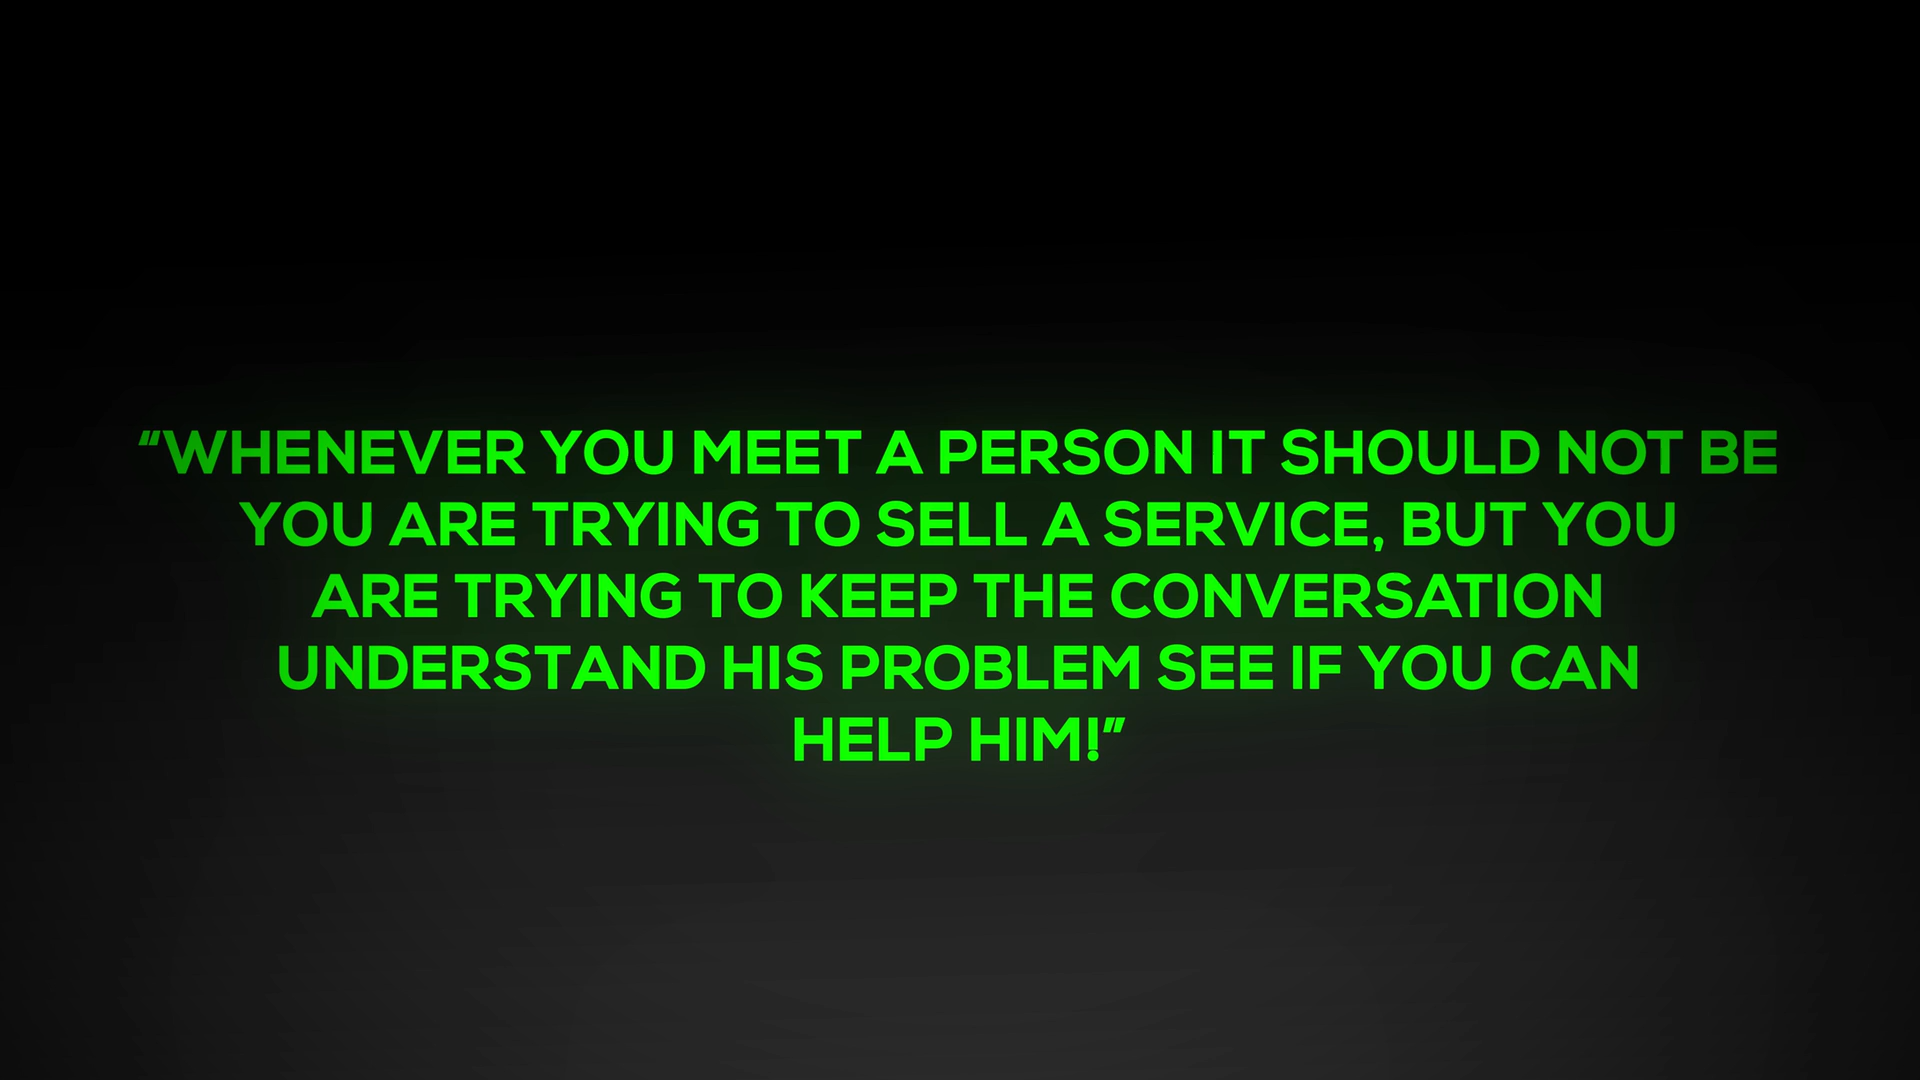 “WHENEVER YOU MEET A PERSON IT SHOULD NOT BE
YOU ARE TRYING TO SELL A SERVICE, BUT YOU
ARE TRYING TO KEEP THE CONVERSATION
UNDERSTAND HIS PROBLEM SEE IF YOU CAN
HELP HIM!”